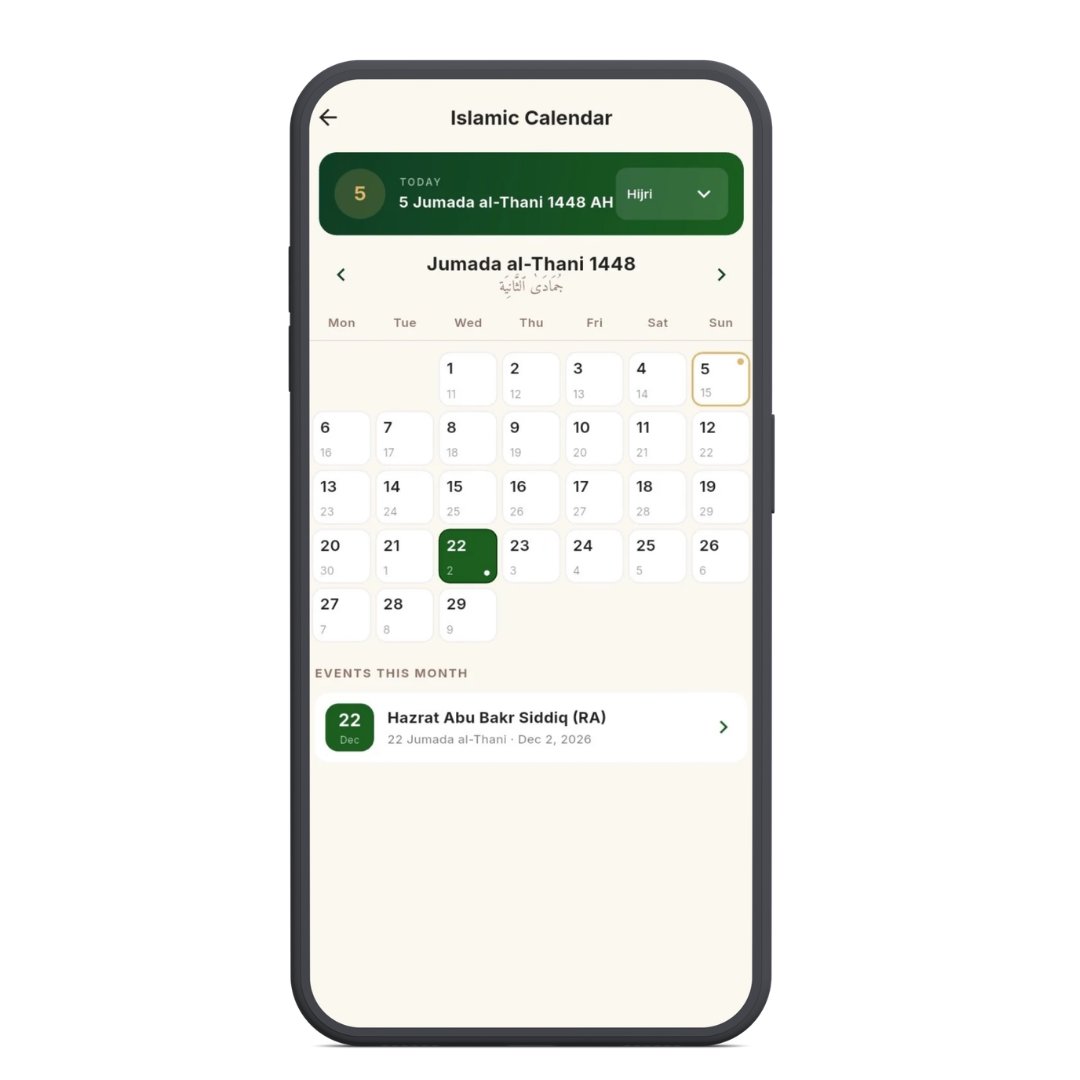 Islamic Calendar
5
TODAY
5 Jumada al-Thani 1448 AH
Hijri
Jumada al-Thani 1448
جُمَادَىٰ ٱلثَّانِيَة
Mon Tue Wed Thu Fri Sat Sun
1 2 3 4 5
11 12 13 14 15
6 7 8 9 10 11 12
16 17 18 19 20 21 22
13 14 15 16 17 18 19
23 24 25 26 27 28 29
20 21 22 23 24 25 26
30 1 2 3 4 5 6
27 28 29
7 8 9
EVENTS THIS MONTH
22
Dec
Hazrat Abu Bakr Siddiq (RA)
22 Jumada al-Thani · Dec 2, 2026